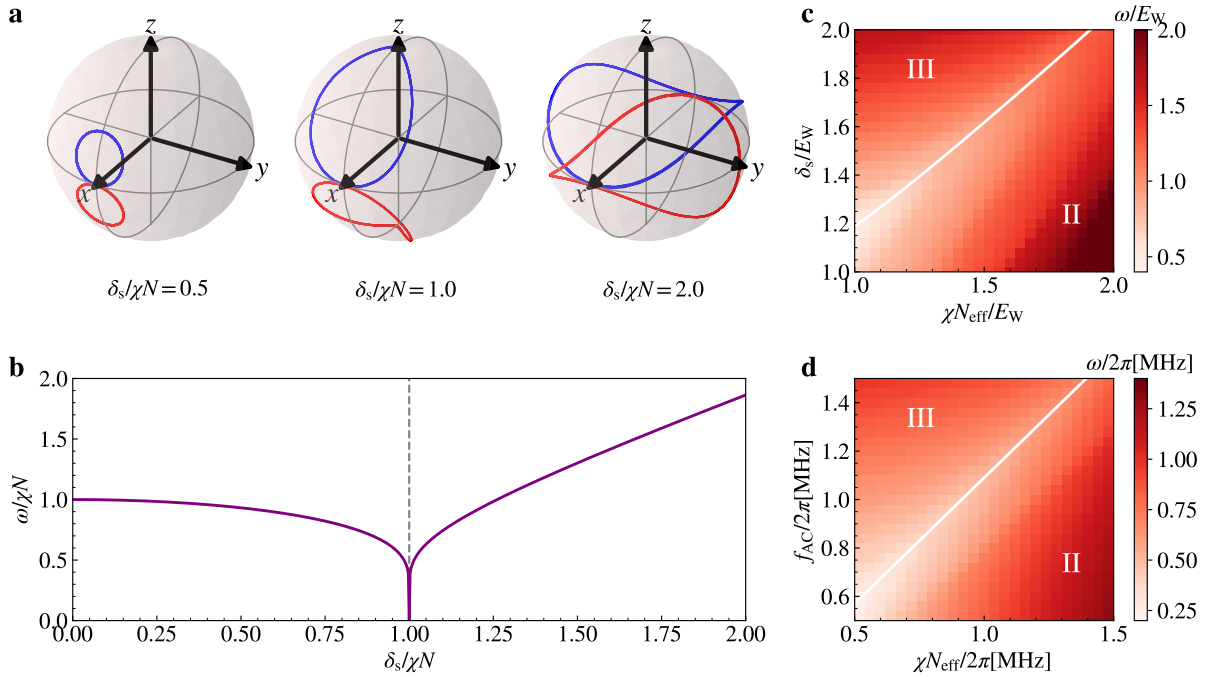 a
z
y
x
δs/χN = 0.5
z
y
x
δs/χN = 1.0
z
y
x
δs/χN = 2.0
b
ω/χN
2.0
1.5
1.0
0.5
0.0
0.00 0.25 0.50 0.75 1.00 1.25 1.50 1.75 2.00
δs/χN
c
ω/EW
δs/EW
2.0
1.8
1.6
1.4
1.2
1.0
III
II
1.0 1.5 2.0
χNeff/EW
2.0
1.5
1.0
0.5
d
ω/2π[MHz]
fAC/2π[MHz]
1.4
1.2
1.0
0.8
0.6
III
II
0.5 1.0 1.5
χNeff/2π[MHz]
1.25
1.00
0.75
0.50
0.25